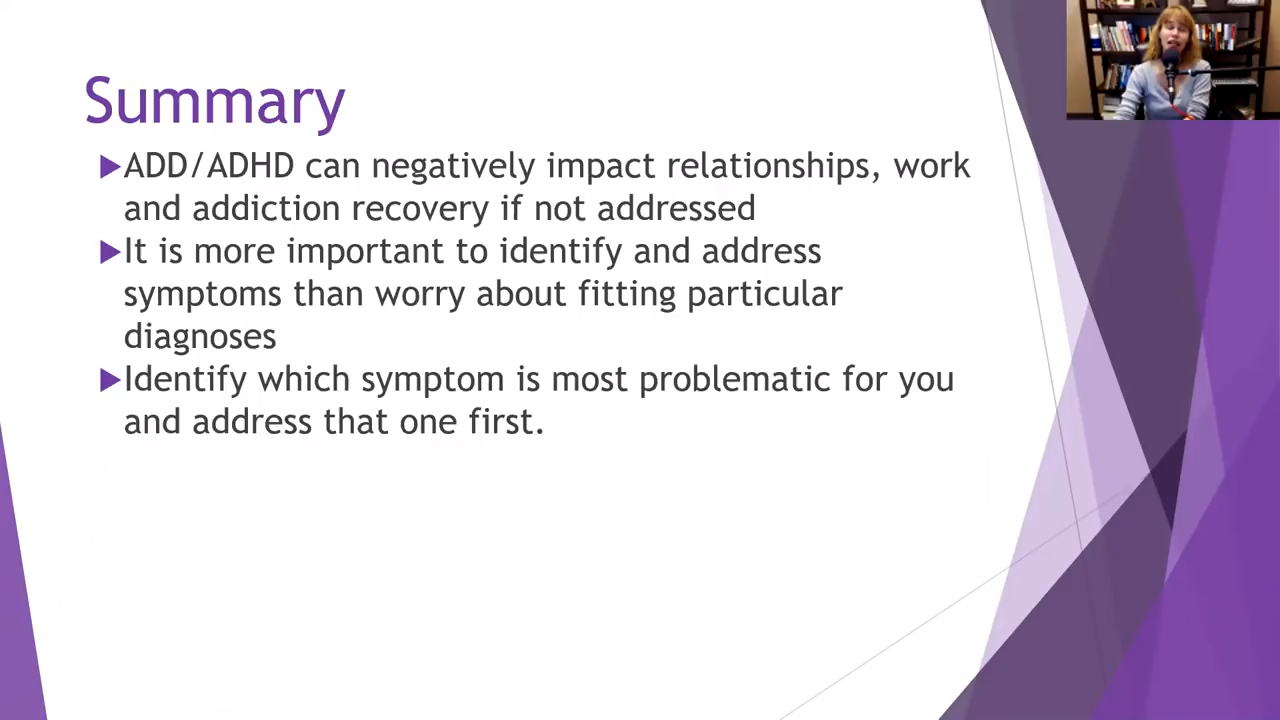 Summary
ADD/ADHD can negatively impact relationships, work
and addiction recovery if not addressed
It is more important to identify and address
symptoms than worry about fitting particular
diagnoses
Identify which symptom is most problematic for you
and address that one first.